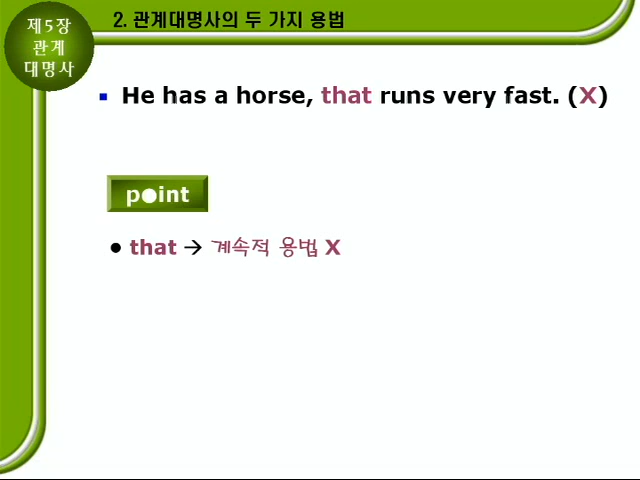 제5장
관계
대명사
2. 관계대명사의 두 가지 용법
▪ He has a horse, that runs very fast. (X)
point
● that → 계속적 용법 X